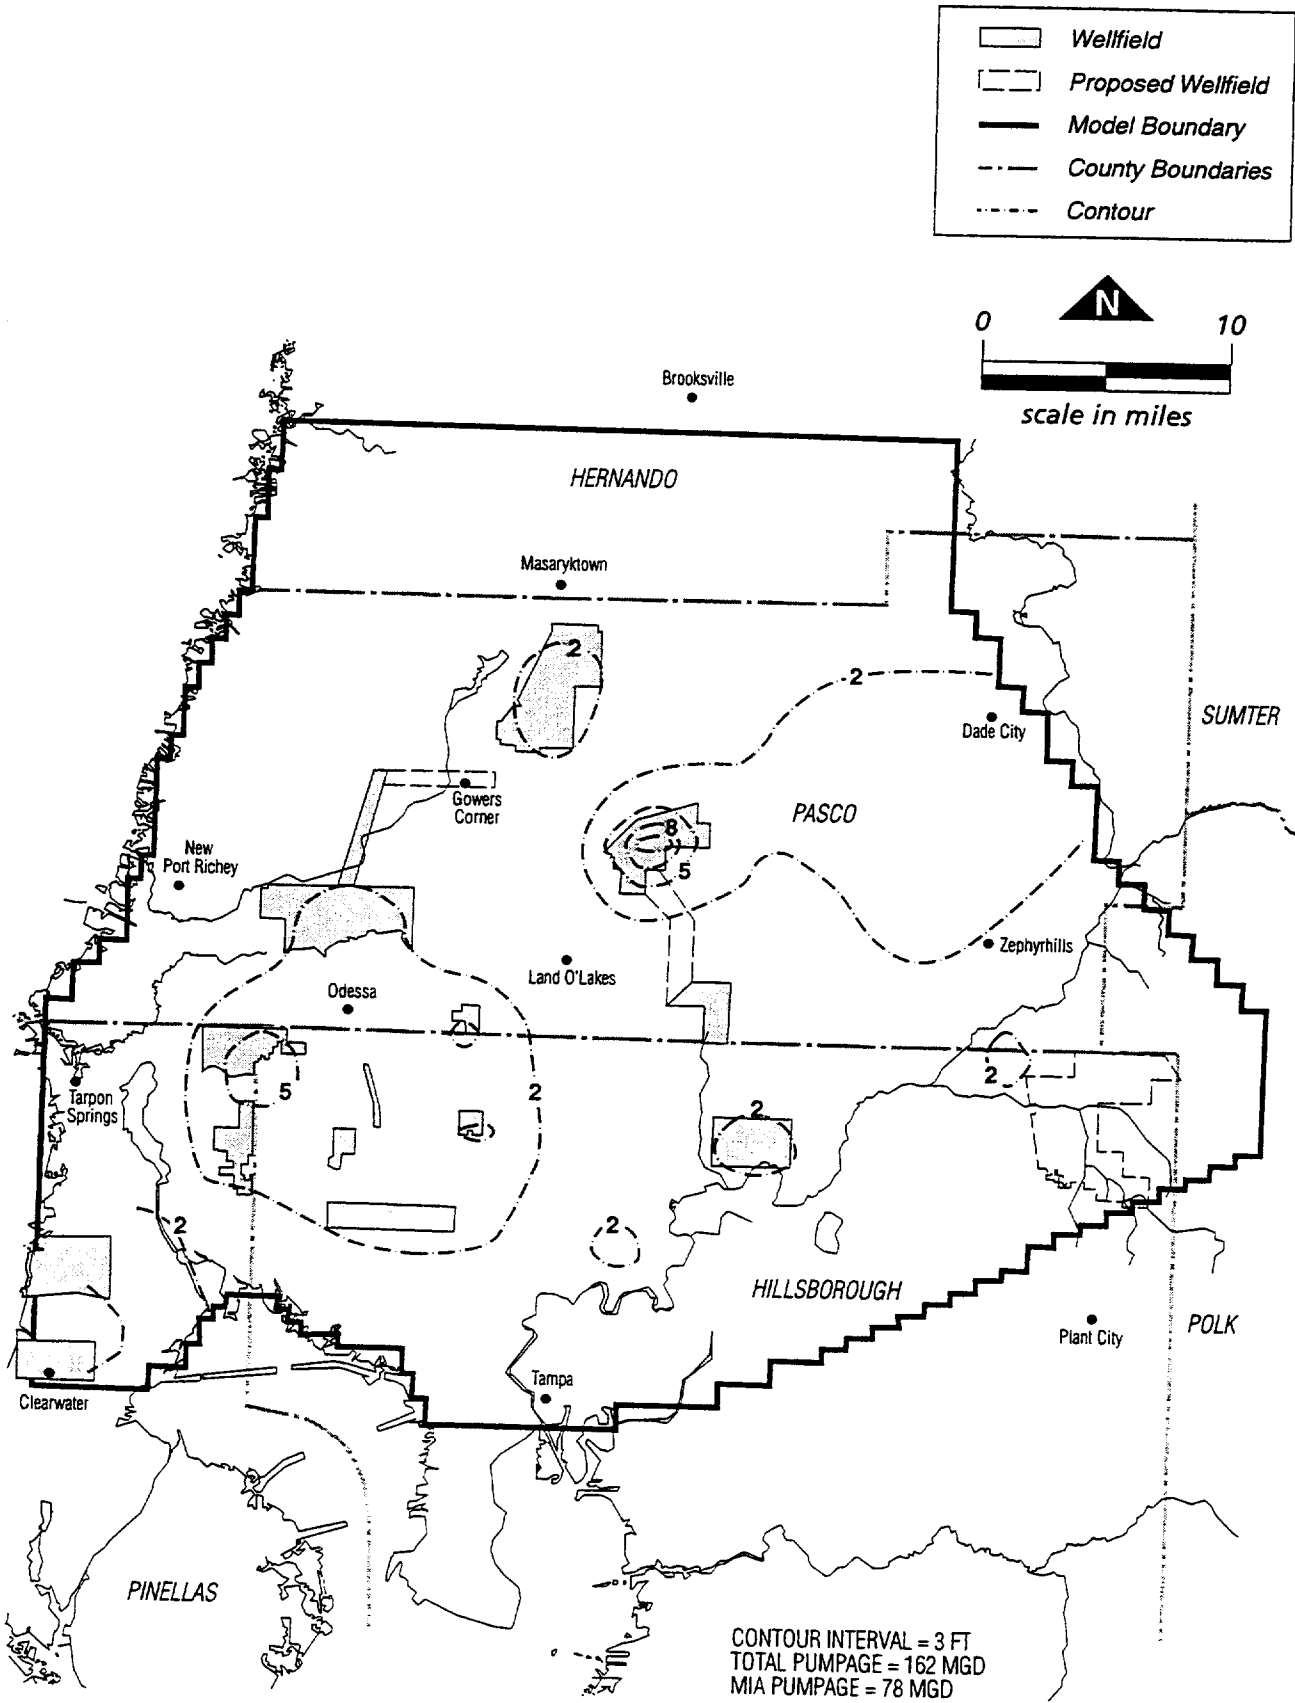 Wellfield
Proposed Wellfield
Model Boundary
County Boundaries
Contour
N
0
10
scale in miles
Brooksville
HERNANDO
Masaryktown
2
2
SUMTER
Dade City
Gowers
Corner
PASCO
8
5
New
Port Richey
Zephyrhills
Land O'Lakes
Odessa
2
5
2
Tarpon
Springs
2
2
2
HILLSBOROUGH
Plant City
POLK
Tampa
Clearwater
PINELLAS
CONTOUR INTERVAL = 3 FT
TOTAL PUMPAGE = 162 MGD
MIA PUMPAGE = 78 MGD